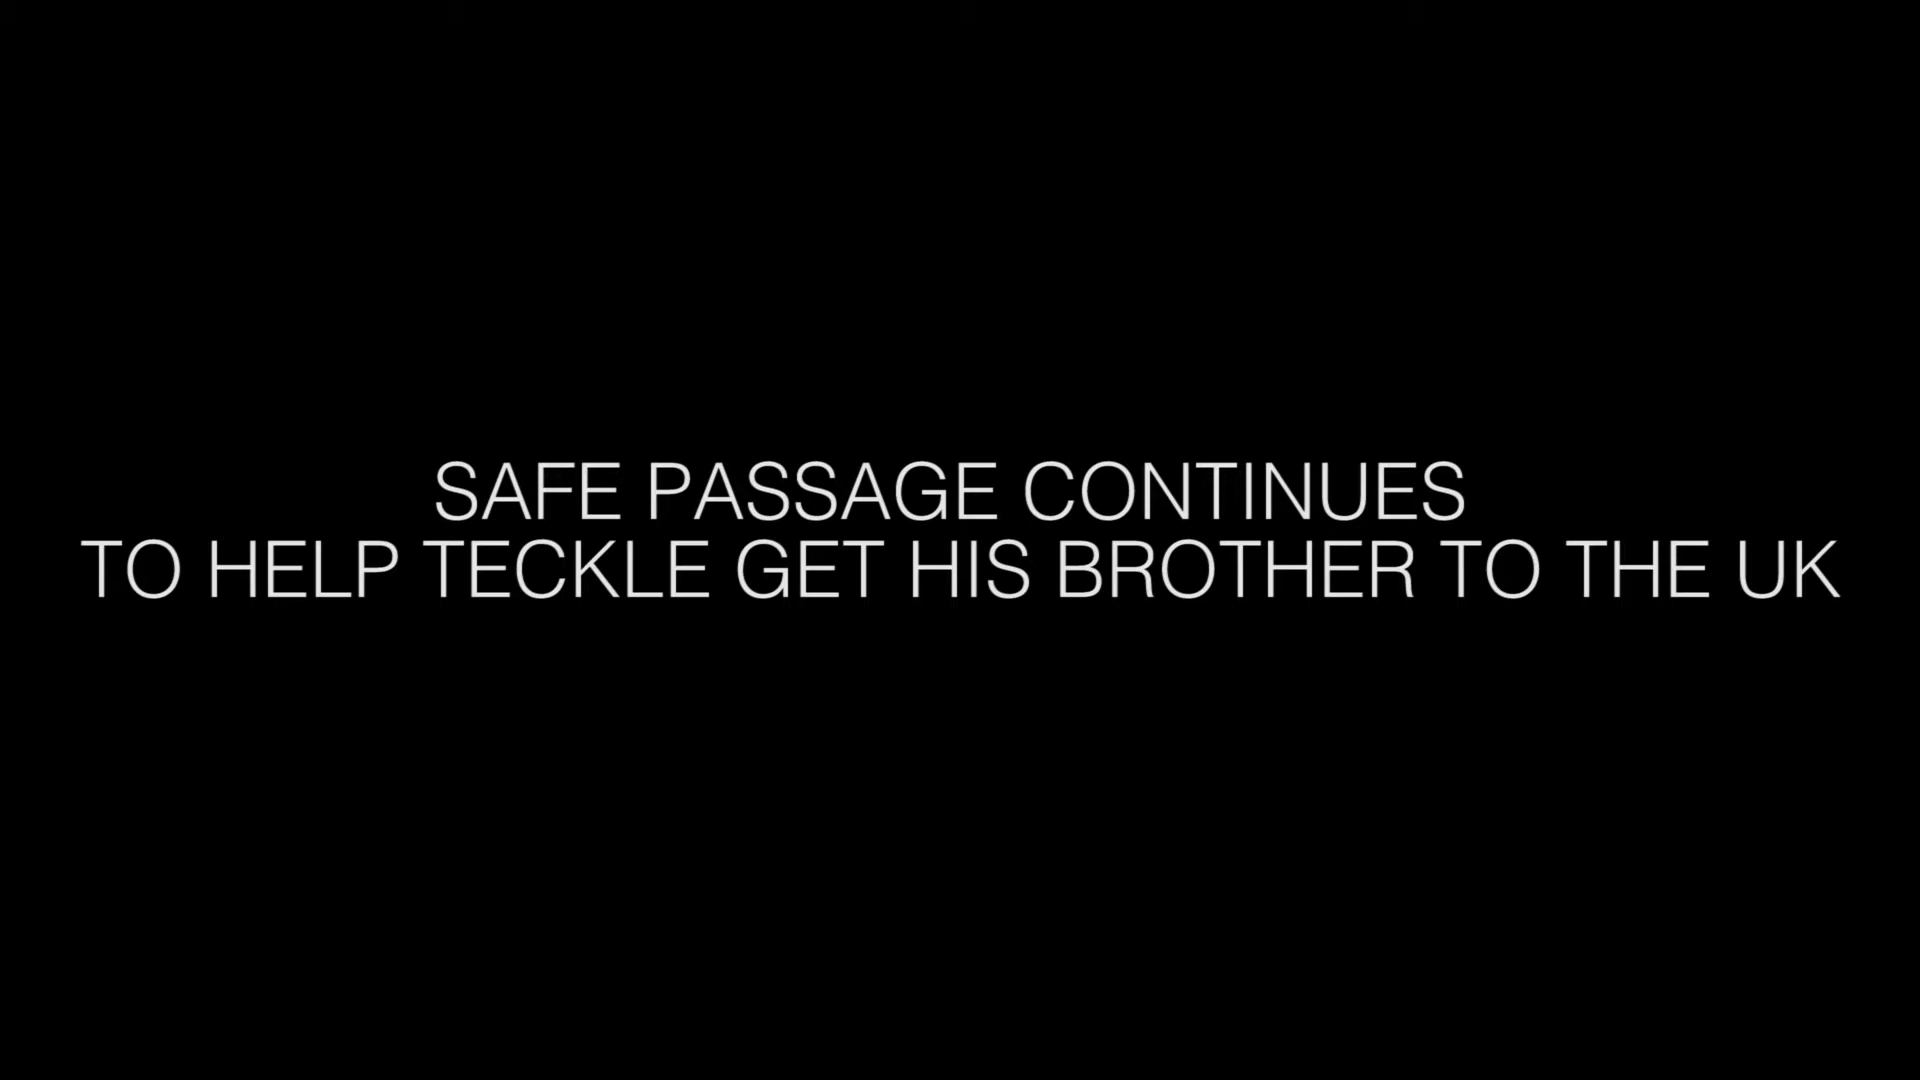 SAFE PASSAGE CONTINUES
TO HELP TECKLE GET HIS BROTHER TO THE UK